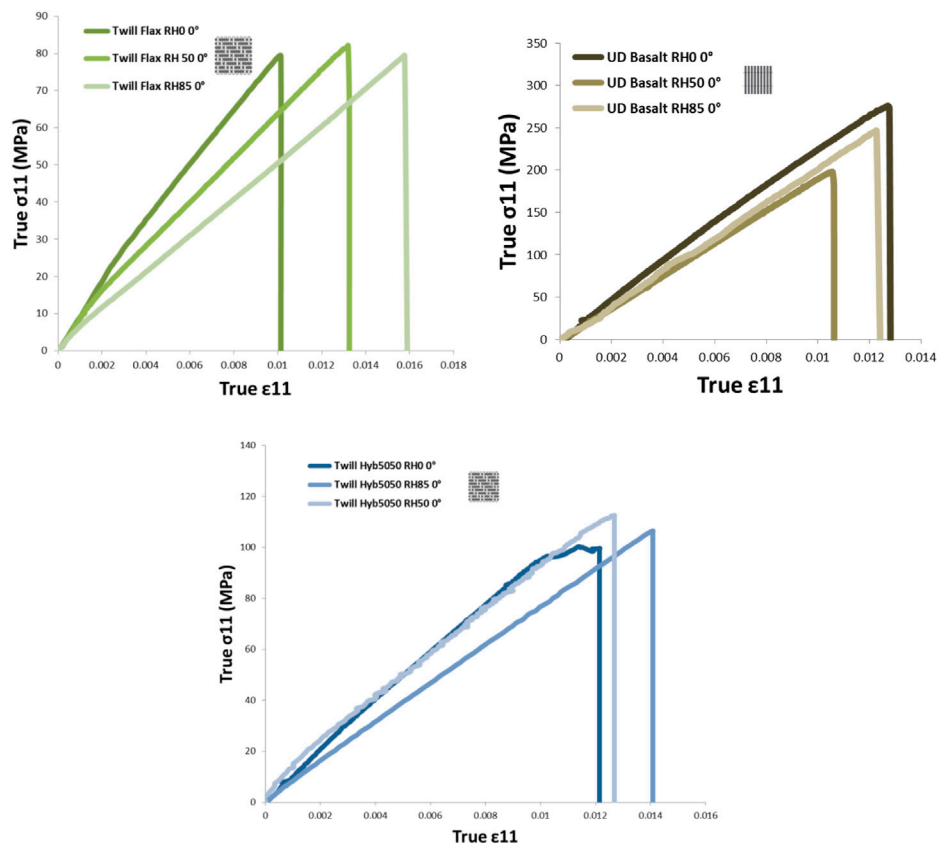 90
80
70
60
50
40
30
20
10
0
True σ11 (MPa)
Twill Flax RH0 0°
Twill Flax RH 50 0°
Twill Flax RH85 0°
0 0.002 0.004 0.006 0.008 0.01 0.012 0.014 0.016 0.018
True ε11
350
300
250
200
150
100
50
0
True σ11 (MPa)
UD Basalt RH0 0°
UD Basalt RH50 0°
UD Basalt RH85 0°
0 0.002 0.004 0.006 0.008 0.01 0.012 0.014
True ε11
140
120
100
80
60
40
20
0
True σ11 (MPa)
Twill Hyb5050 RH0 0°
Twill Hyb5050 RH85 0°
Twill Hyb5050 RH50 0°
0 0.002 0.004 0.006 0.008 0.01 0.012 0.014 0.016
True ε11